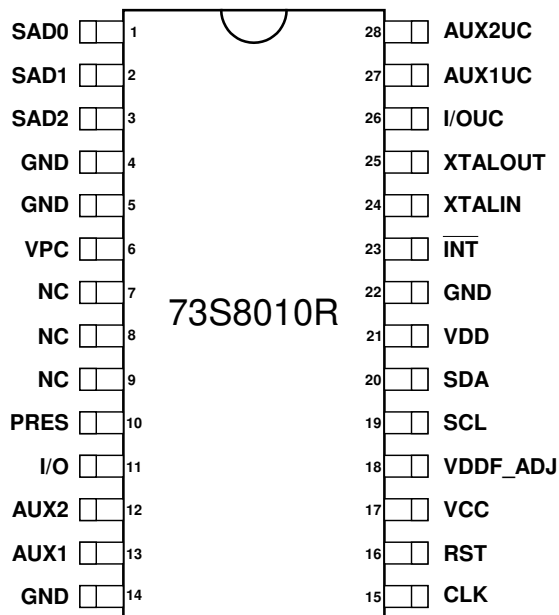 SAD0 1 28 AUX2UC
SAD1 2 27 AUX1UC
SAD2 3 26 I/OUC
GND 4 25 XTALOUT
GND 5 24 XTALIN
VPC 6 23 INT
NC 7 22 GND
73S8010R
NC 8 21 VDD
NC 9 20 SDA
PRES 10 19 SCL
I/O 11 18 VDDF_ADJ
AUX2 12 17 VCC
AUX1 13 16 RST
GND 14 15 CLK